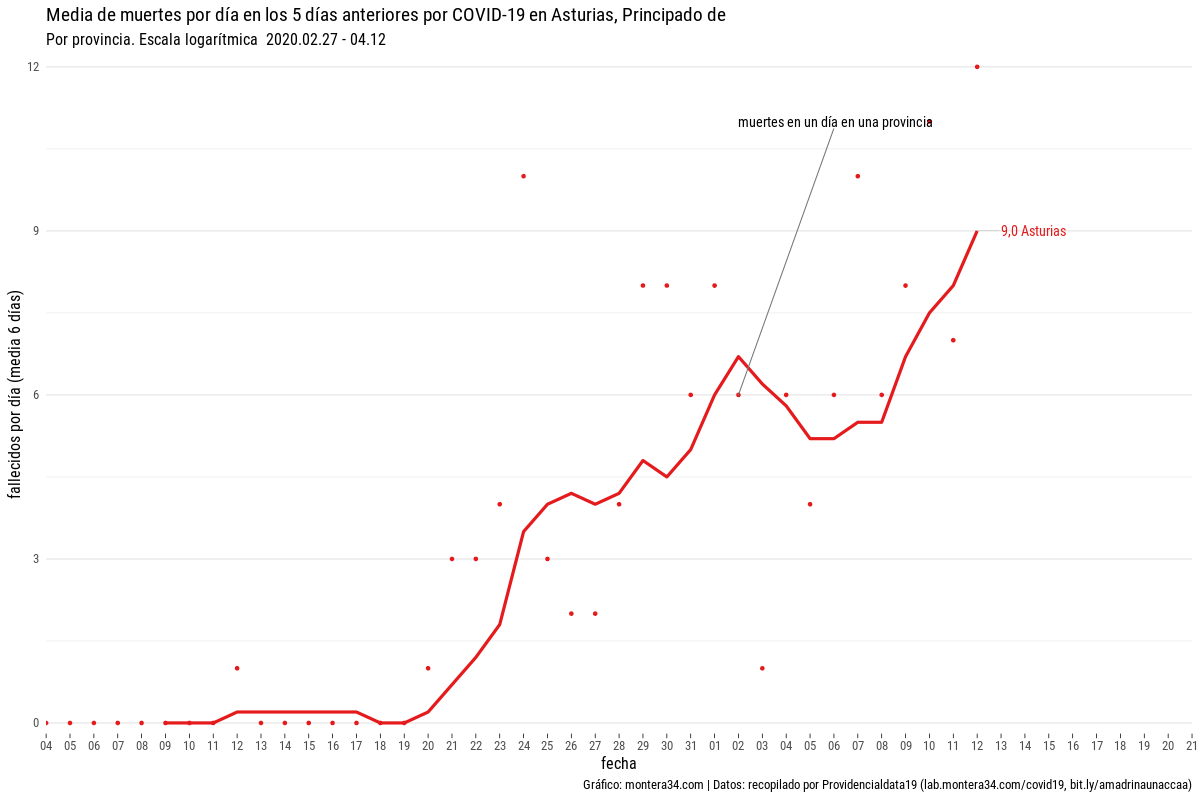 Media de muertes por día en los 5 días anteriores por COVID-19 en Asturias, Principado de
Por provincia. Escala logarítmica 2020.02.27 - 04.12
fallecidos por día (media 6 días)
12
9
6
3
0
muertes en un día en una provincia
9,0 Asturias
04 05 06 07 08 09 10 11 12 13 14 15 16 17 18 19 20 21 22 23 24 25 26 27 28 29 30 31 01 02 03 04 05 06 07 08 09 10 11 12 13 14 15 16 17 18 19 20 21
fecha
Gráfico: montera34.com | Datos: recopilado por Providencialdata19 (lab.montera34.com/covid19, bit.ly/amadrinaunaccaa)